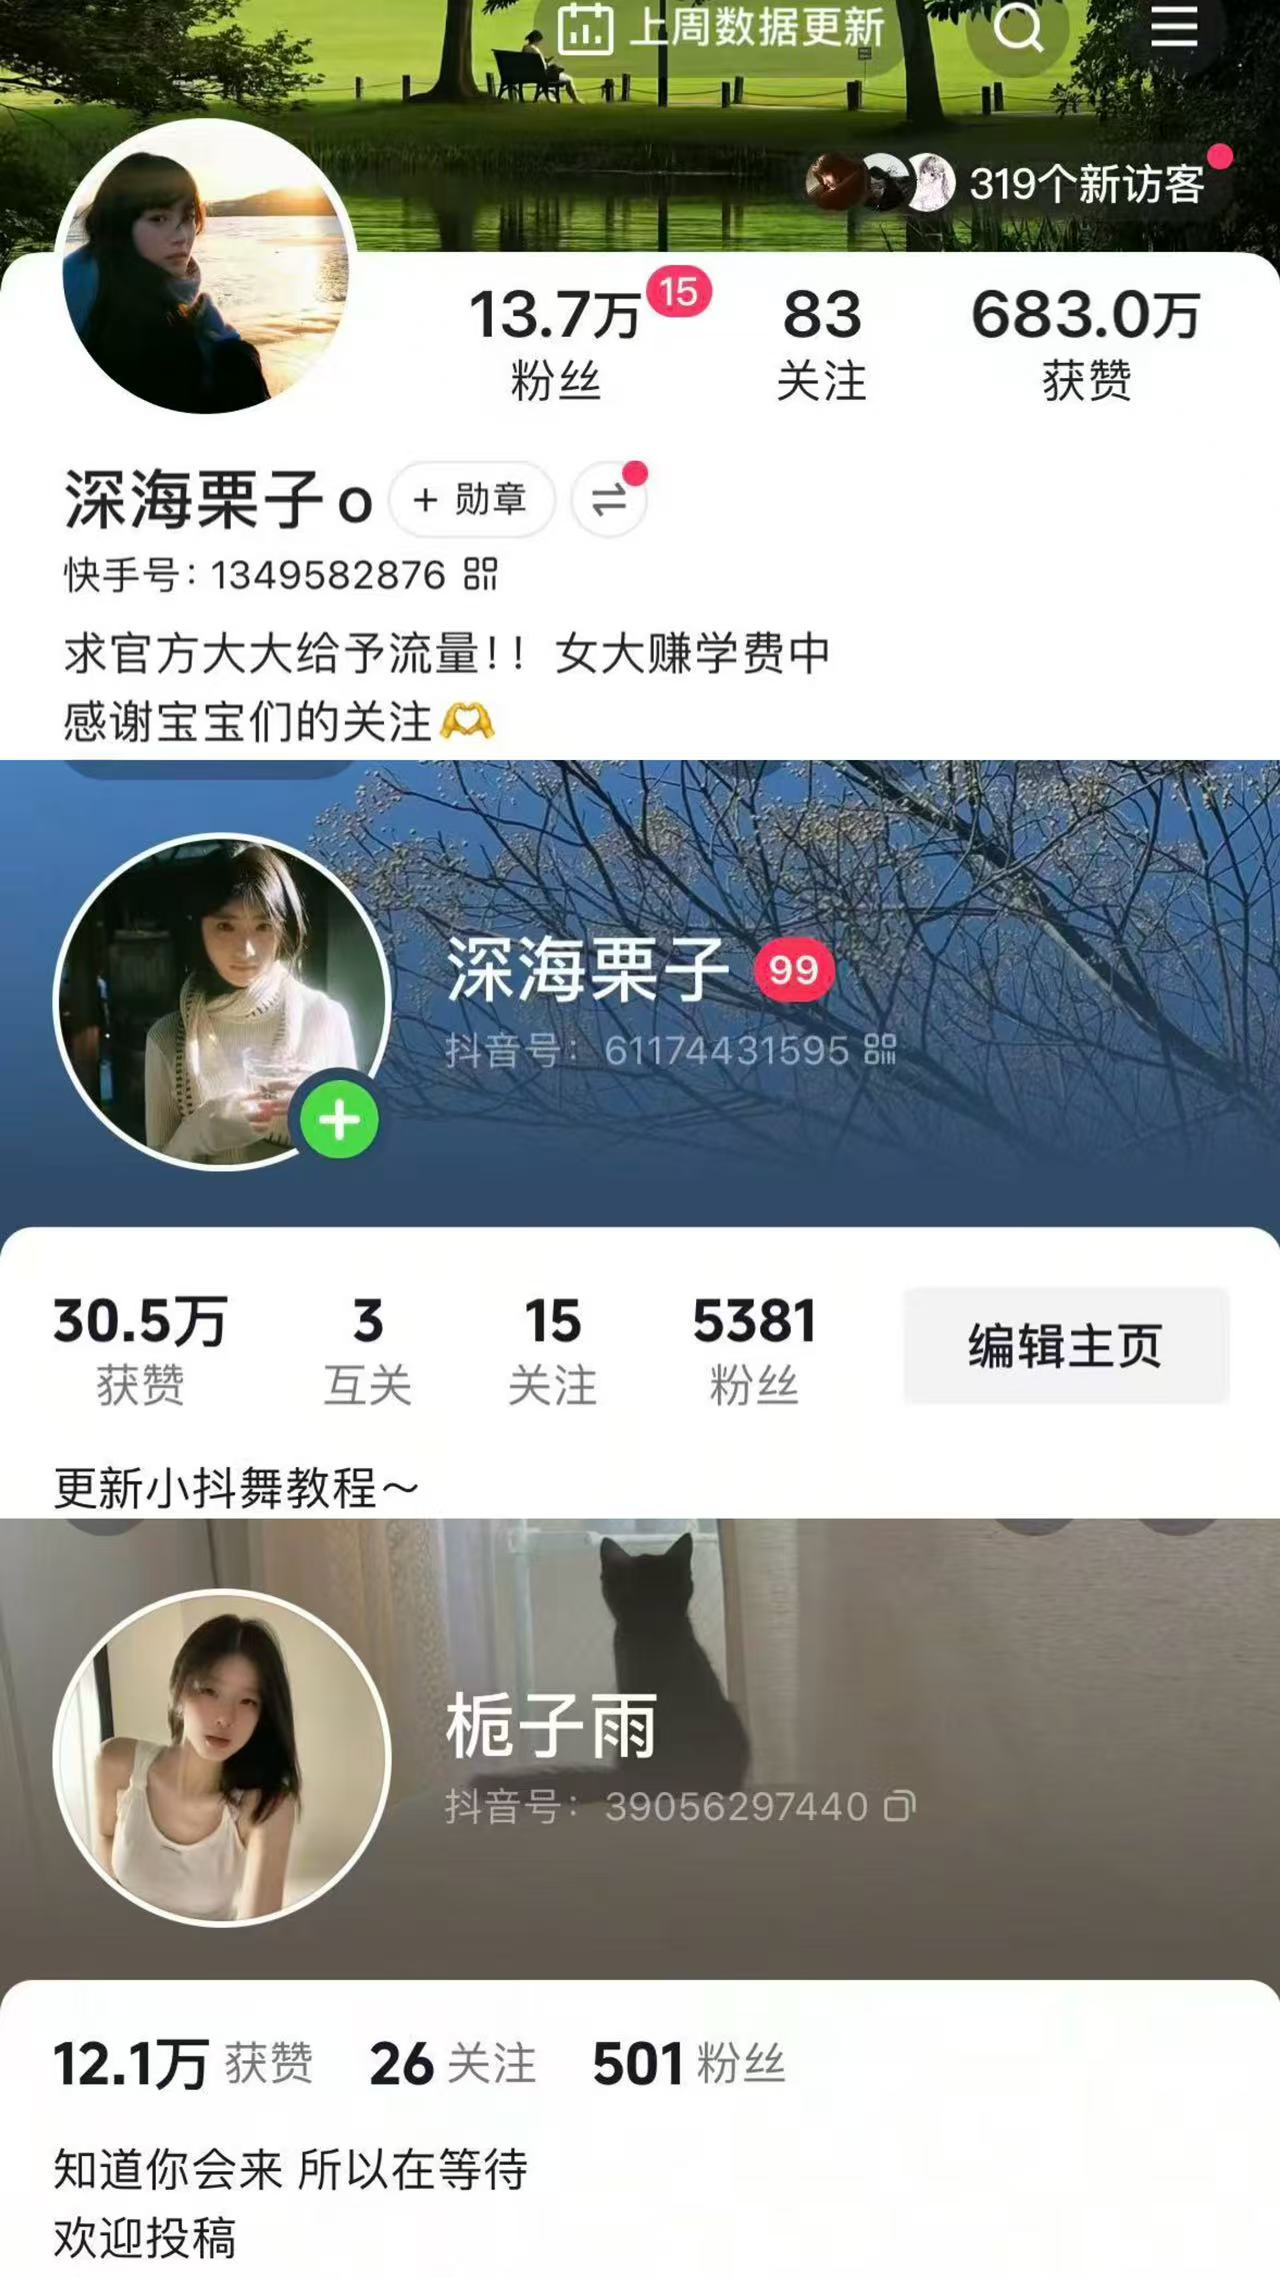 上周数据更新
319个新访客
13.7万 15 83 683.0万
粉丝 关注 获赞
深海栗子o + 勋章
快手号: 1349582876
求官方大大给予流量!! 女大赚学费中
感谢宝宝们的关注🫶
深海栗子 99
抖音号: 61174431595
30.5万 3 15 5381 编辑主页
获赞 互关 关注 粉丝
更新小抖舞教程～
栀子雨
抖音号: 39056297440
12.1万 获赞 26 关注 501 粉丝
知道你会来 所以在等待
欢迎投稿